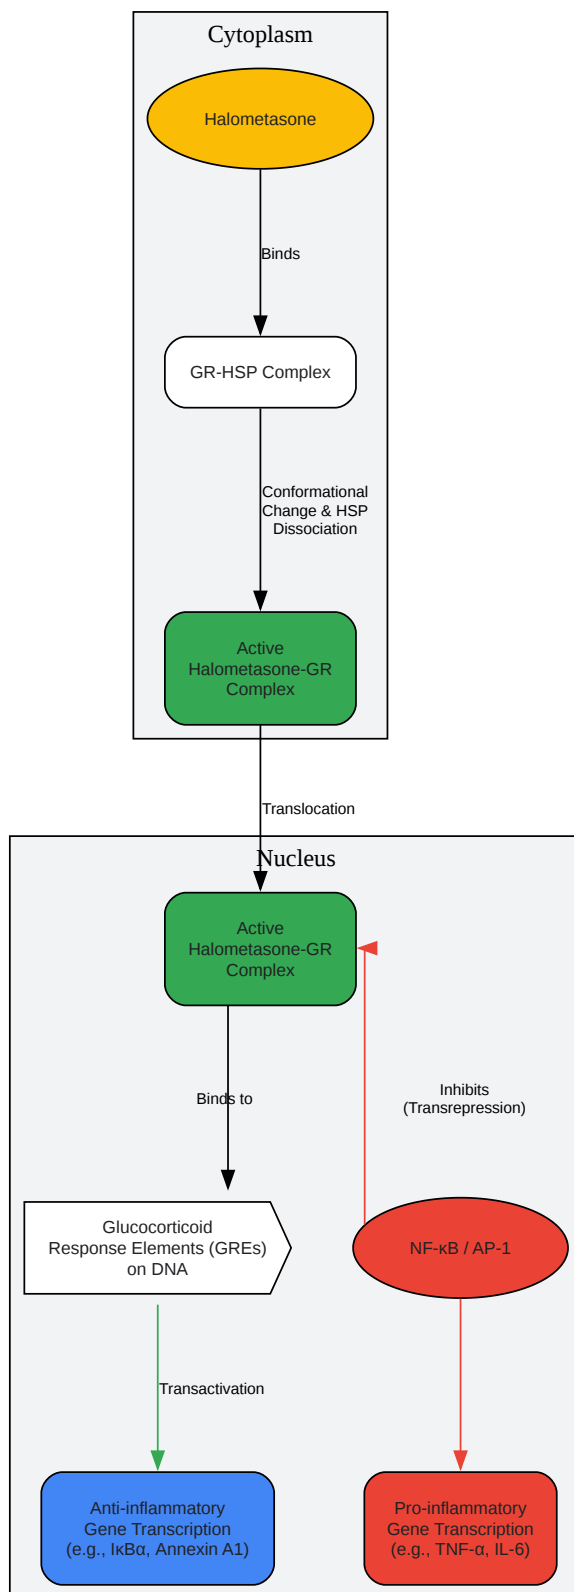 Cytoplasm
Halometasone
Binds
GR-HSP Complex
Conformational
Change & HSP
Dissociation
Active
Halometasone-GR
Complex
Translocation
Nucleus
Active
Halometasone-GR
Complex
Inhibits
(Transrepression)
Binds to
Glucocorticoid
Response Elements (GREs)
on DNA
NF-κB / AP-1
Transactivation
Anti-inflammatory
Gene Transcription
(e.g., IκBα, Annexin A1)
Pro-inflammatory
Gene Transcription
(e.g., TNF-α, IL-6)